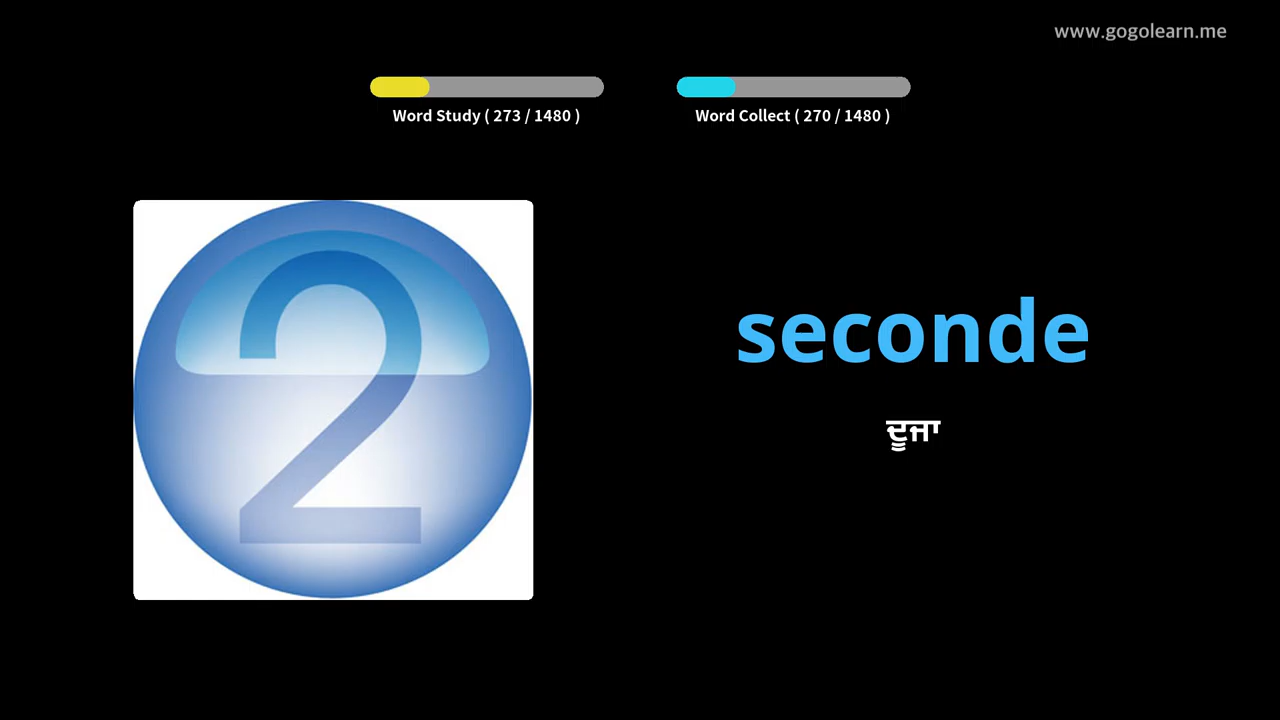 www.gogolearn.me
Word Study ( 273 / 1480 )
Word Collect ( 270 / 1480 )
2
seconde
ਦੂਜਾ